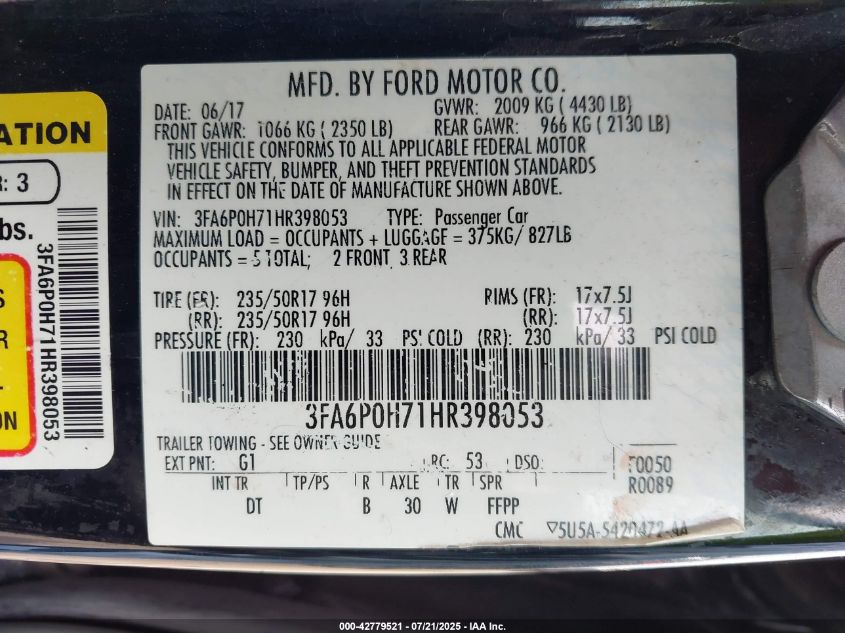 MFD. BY FORD MOTOR CO.
DATE: 06/17 GVWR: 2009 KG ( 4430 LB)
FRONT GAWR: 1066 KG ( 2350 LB) REAR GAWR: 966 KG ( 2130 LB)
THIS VEHICLE CONFORMS TO ALL APPLICABLE FEDERAL MOTOR
VEHICLE SAFETY, BUMPER, AND THEFT PREVENTION STANDARDS
IN EFFECT ON THE DATE OF MANUFACTURE SHOWN ABOVE.
VIN: 3FA6P0H71HR398053 TYPE: Passenger Car
MAXIMUM LOAD = OCCUPANTS + LUGGAGE = 375KG/ 827LB
OCCUPANTS = 5 TOTAL; 2 FRONT, 3 REAR
TIRE (FR): 235/50R17 96H RIMS (FR): 17x7.5J
(RR): 235/50R17 96H (RR): 17x7.5J
PRESSURE (FR): 230 kPa/ 33 PSI COLD (RR): 230 kPa/ 33 PSI COLD
3FA6P0H71HR398053
TRAILER TOWING - SEE OWNER GUIDE
EXT PNT: G1 RC: 53 DSO: T0050
INT TR TP/PS R AXLE TR SPR R0089
DT B 30 W FFPP
CMC ▽5U5A-5420472-AA
ATION
R: 3
bs.
3FA6P0H71HR398053
S
R
-
ON
000-42779521 - 07/21/2025 - IAA Inc.